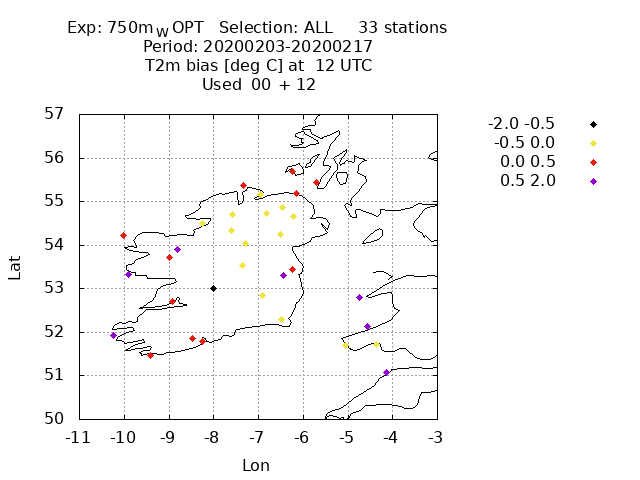 Exp: 750m_W OPT   Selection: ALL     33 stations
Period: 20200203-20200217
T2m bias [deg C] at  12 UTC
Used  00  + 12
57
56
55
54
53
52
51
50
-11 -10 -9 -8 -7 -6 -5 -4 -3
Lat
Lon
-2.0 -0.5
-0.5 0.0
0.0 0.5
0.5 2.0